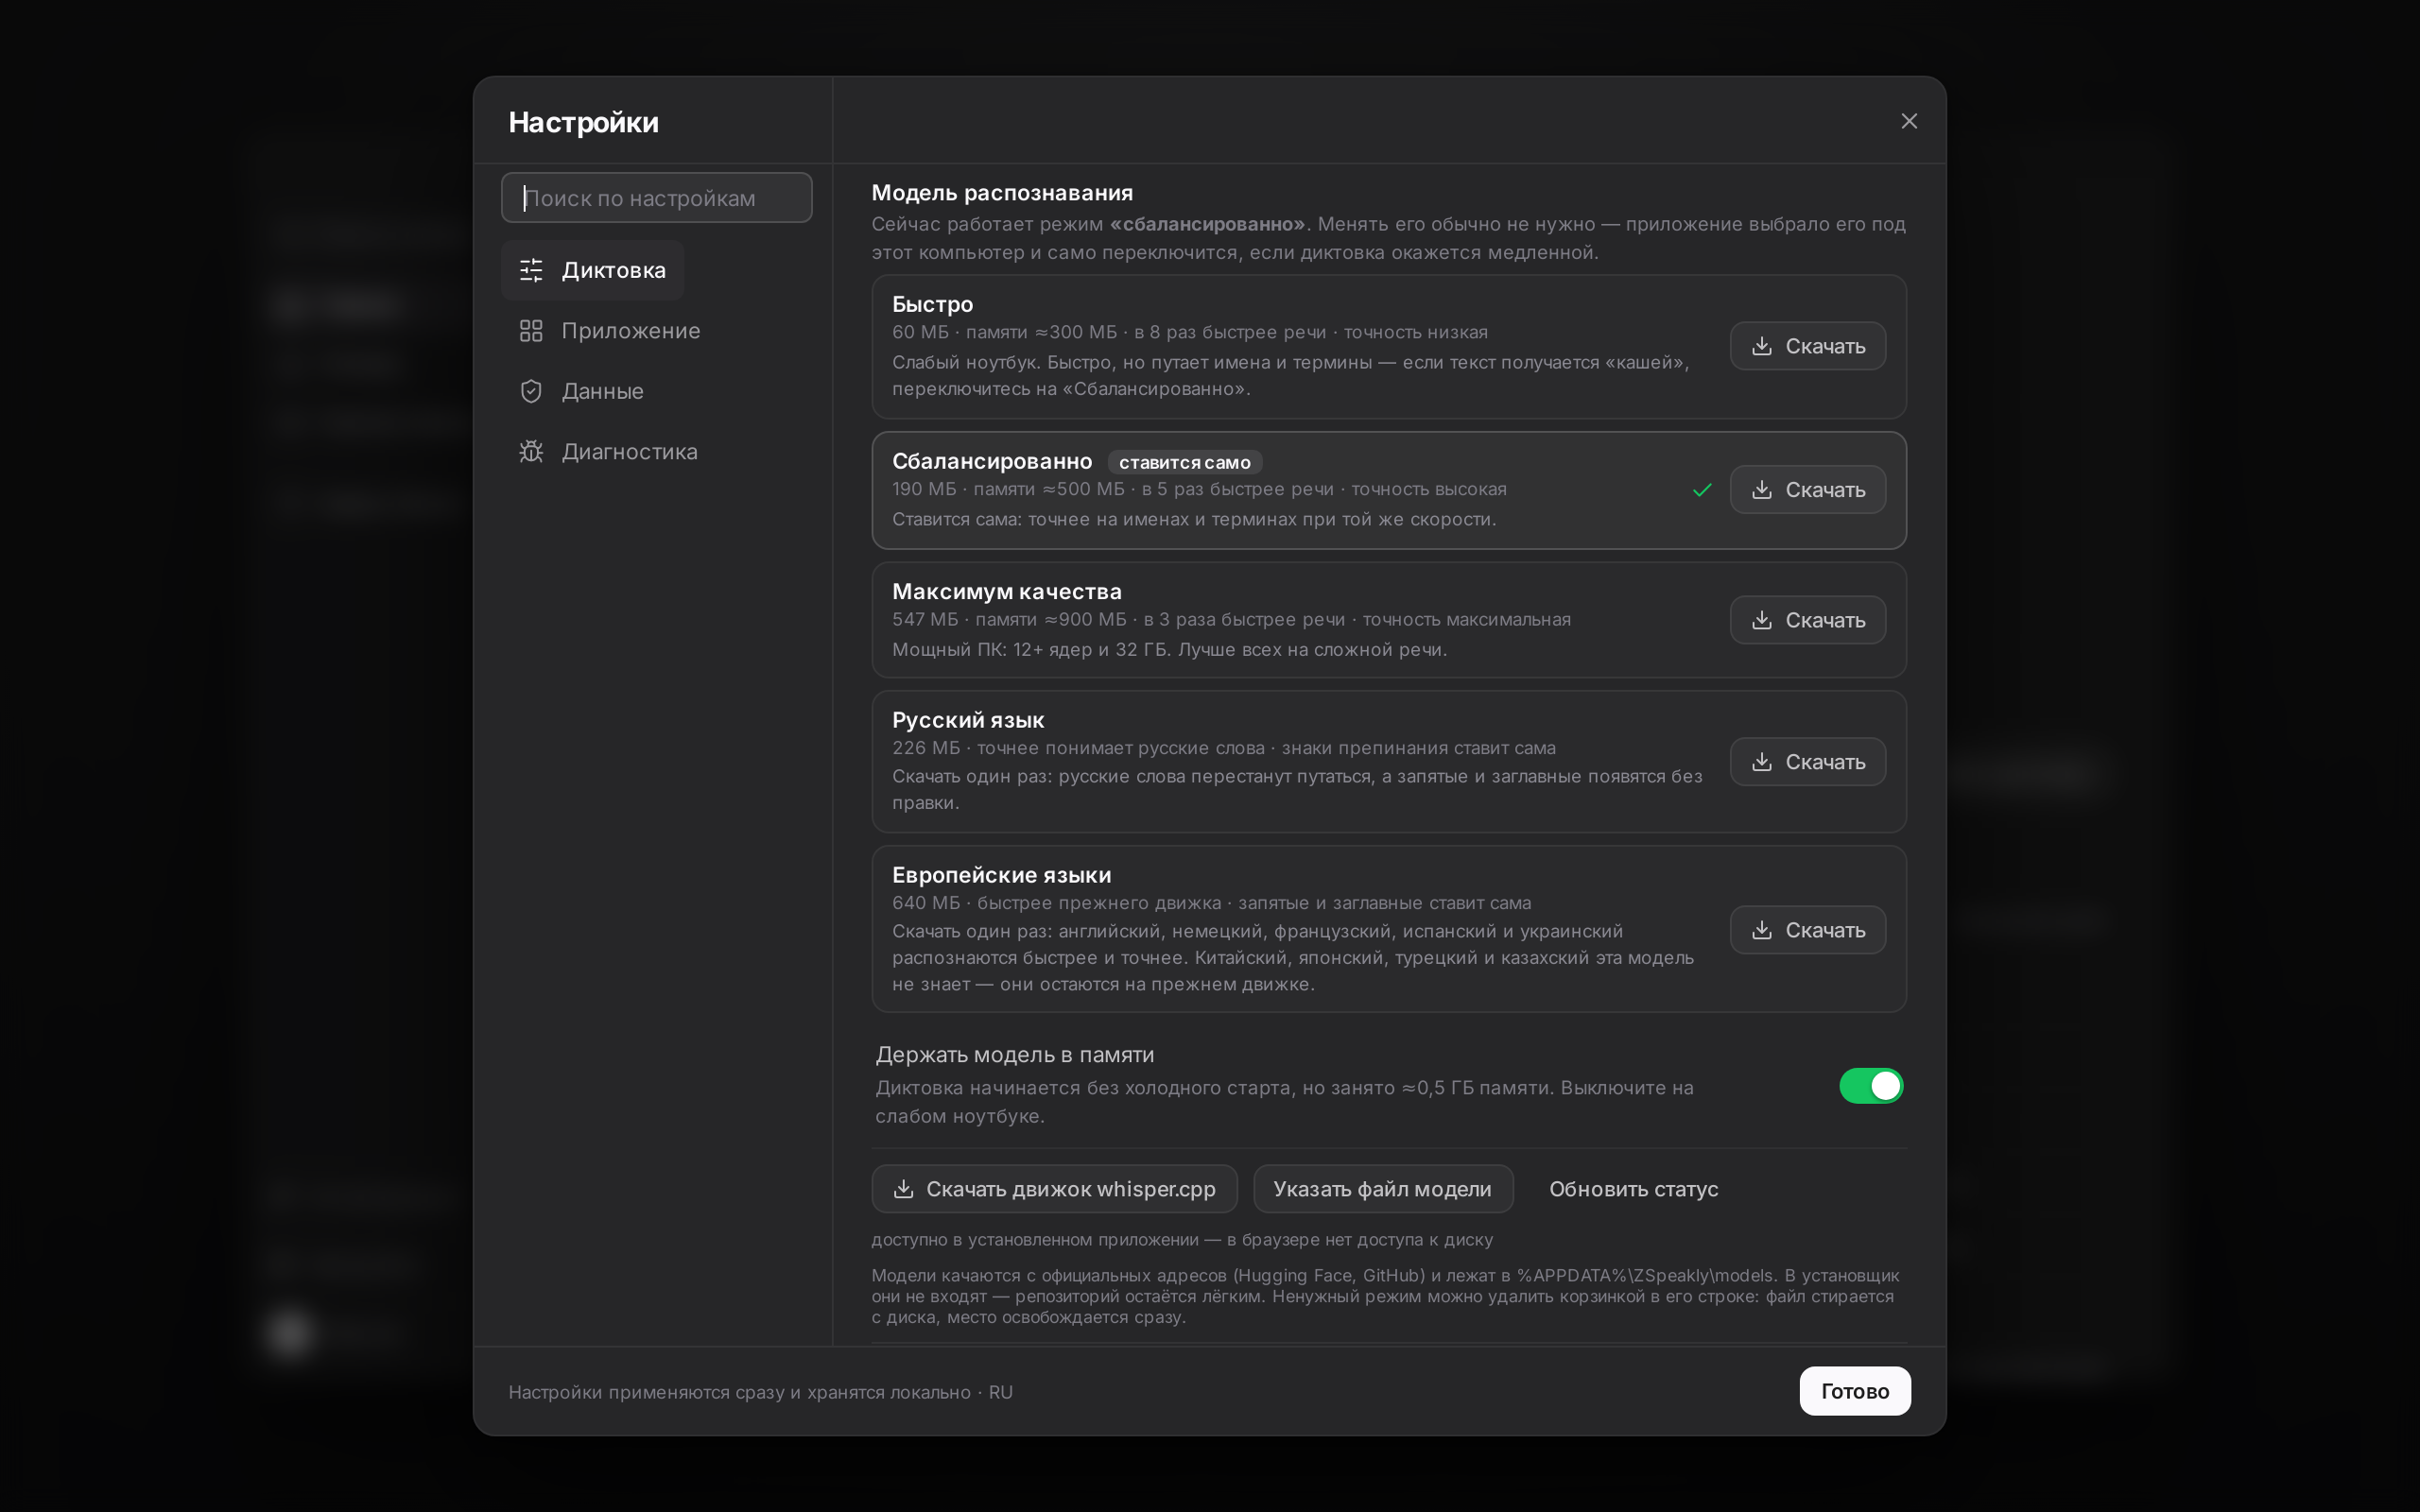 Настройки
Поиск по настройкам
Диктовка
Приложение
Данные
Диагностика
Модель распознавания
Сейчас работает режим «сбалансированно». Менять его обычно не нужно — приложение выбрало его под
этот компьютер и само переключится, если диктовка окажется медленной.
Быстро
60 МБ · памяти ≈300 МБ · в 8 раз быстрее речи · точность низкая
Слабый ноутбук. Быстро, но путает имена и термины — если текст получается «кашей»,
переключитесь на «Сбалансированно».
Скачать
Сбалансированно ставится само
190 МБ · памяти ≈500 МБ · в 5 раз быстрее речи · точность высокая
Ставится сама: точнее на именах и терминах при той же скорости.
Скачать
Максимум качества
547 МБ · памяти ≈900 МБ · в 3 раза быстрее речи · точность максимальная
Мощный ПК: 12+ ядер и 32 ГБ. Лучше всех на сложной речи.
Скачать
Русский язык
226 МБ · точнее понимает русские слова · знаки препинания ставит сама
Скачать один раз: русские слова перестанут путаться, а запятые и заглавные появятся без
правки.
Скачать
Европейские языки
640 МБ · быстрее прежнего движка · запятые и заглавные ставит сама
Скачать один раз: английский, немецкий, французский, испанский и украинский
распознаются быстрее и точнее. Китайский, японский, турецкий и казахский эта модель
не знает — они остаются на прежнем движке.
Скачать
Держать модель в памяти
Диктовка начинается без холодного старта, но занято ≈0,5 ГБ памяти. Выключите на
слабом ноутбуке.
Скачать движок whisper.cpp
Указать файл модели
Обновить статус
доступно в установленном приложении — в браузере нет доступа к диску
Модели качаются с официальных адресов (Hugging Face, GitHub) и лежат в %APPDATA%\ZSpeakly\models. В установщик
они не входят — репозиторий остаётся лёгким. Ненужный режим можно удалить корзинкой в его строке: файл стирается
с диска, место освобождается сразу.
Настройки применяются сразу и хранятся локально · RU
Готово